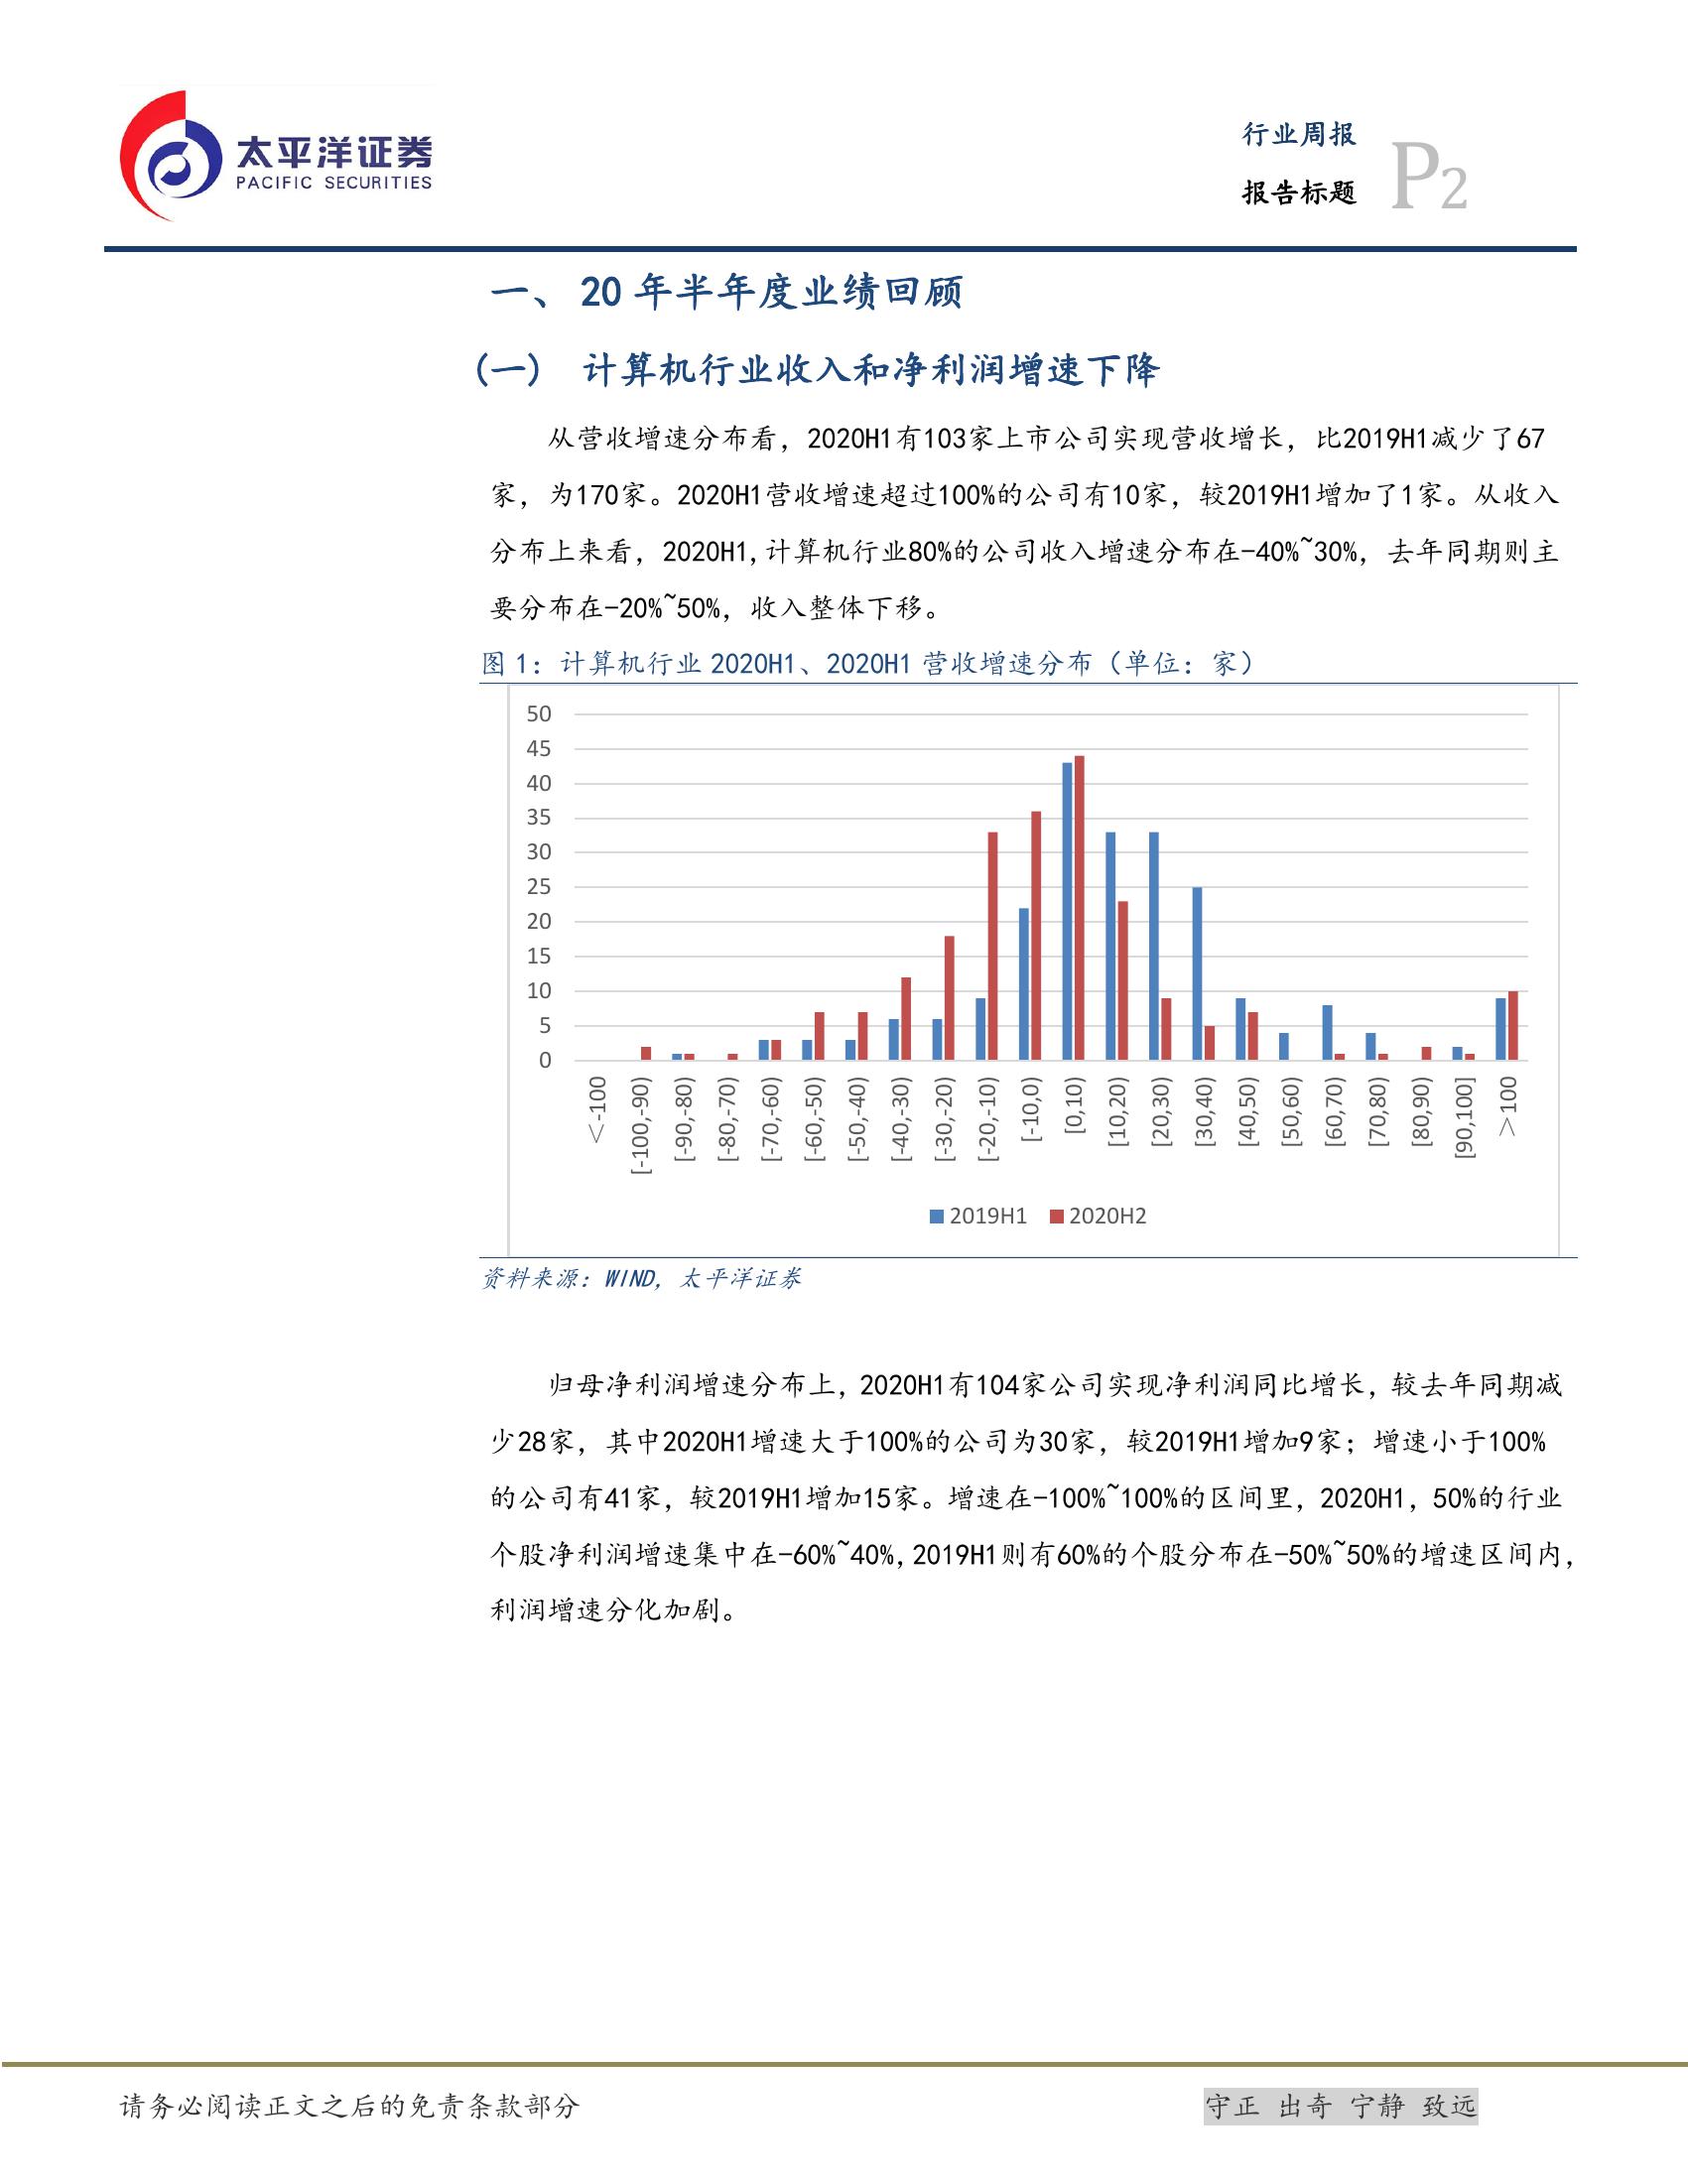 太平洋证券
PACIFIC SECURITIES
行业周报
报告标题
P2
一、 20 年半年度业绩回顾
(一) 计算机行业收入和净利润增速下降
从营收增速分布看，2020H1有103家上市公司实现营收增长，比2019H1减少了67
家，为170家。2020H1营收增速超过100%的公司有10家，较2019H1增加了1家。从收入
分布上来看，2020H1,计算机行业80%的公司收入增速分布在-40%~30%，去年同期则主
要分布在-20%~50%，收入整体下移。
图 1：计算机行业 2020H1、2020H1 营收增速分布（单位：家）
50
45
40
35
30
25
20
15
10
5
0
＜-100
[-100,-90)
[-90,-80)
[-80,-70)
[-70,-60)
[-60,-50)
[-50,-40)
[-40,-30)
[-30,-20)
[-20,-10)
[-10,0)
[0,10)
[10,20)
[20,30)
[30,40)
[40,50)
[50,60)
[60,70)
[70,80)
[80,90)
[90,100]
＞100
2019H1 2020H2
资料来源：WIND，太平洋证券
归母净利润增速分布上，2020H1有104家公司实现净利润同比增长，较去年同期减
少28家，其中2020H1增速大于100%的公司为30家，较2019H1增加9家；增速小于100%
的公司有41家，较2019H1增加15家。增速在-100%~100%的区间里，2020H1，50%的行业
个股净利润增速集中在-60%~40%,2019H1则有60%的个股分布在-50%~50%的增速区间内，
利润增速分化加剧。
请务必阅读正文之后的免责条款部分
守正 出奇 宁静 致远